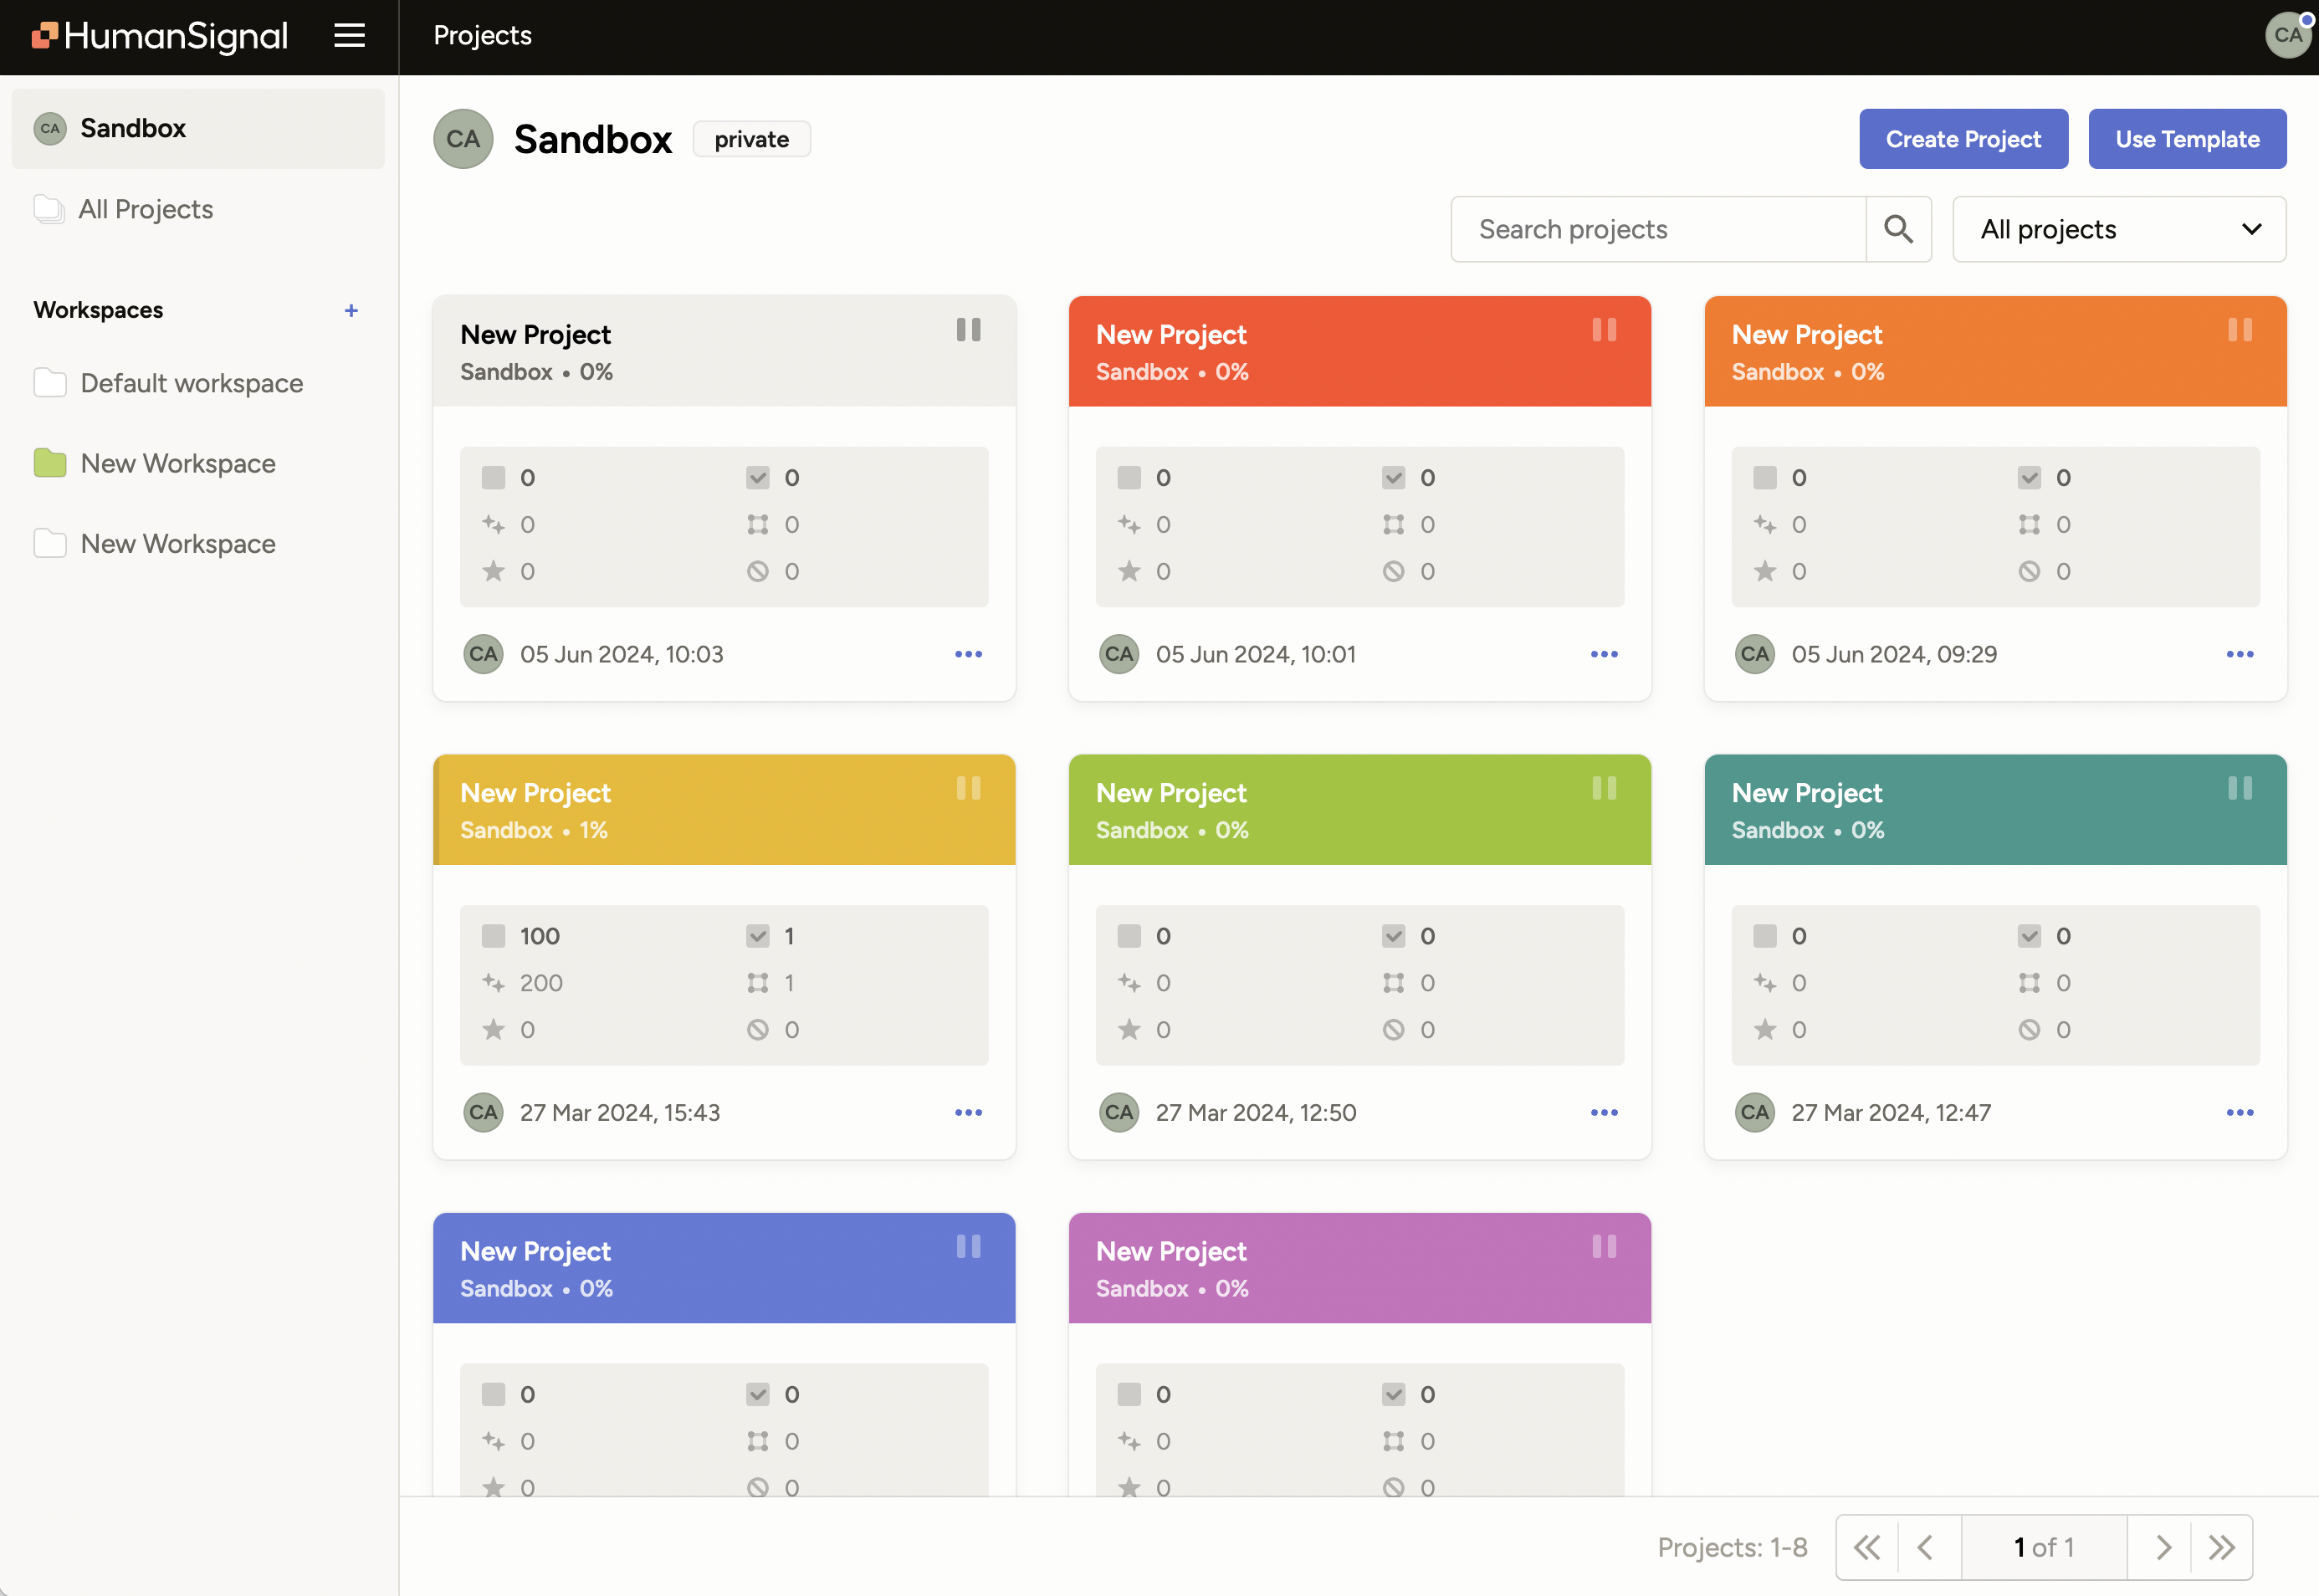 HumanSignal
Projects
CA
CA Sandbox
All Projects
Workspaces +
Default workspace
New Workspace
New Workspace
CA Sandbox private
Create Project Use Template
Search projects All projects
New Project
Sandbox • 0%
0 0
0 0
0 0
CA 05 Jun 2024, 10:03
New Project
Sandbox • 0%
0 0
0 0
0 0
CA 05 Jun 2024, 10:01
New Project
Sandbox • 0%
0 0
0 0
0 0
CA 05 Jun 2024, 09:29
New Project
Sandbox • 1%
100 1
200 1
0 0
CA 27 Mar 2024, 15:43
New Project
Sandbox • 0%
0 0
0 0
0 0
CA 27 Mar 2024, 12:50
New Project
Sandbox • 0%
0 0
0 0
0 0
CA 27 Mar 2024, 12:47
New Project
Sandbox • 0%
0 0
0 0
0 0
New Project
Sandbox • 0%
0 0
0 0
0 0
Projects: 1-8 1 of 1